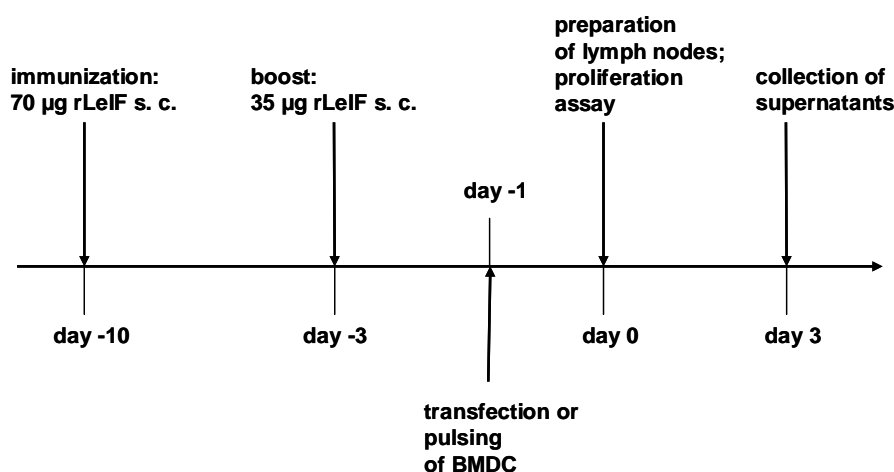 immunization:
70 µg rLeIF s. c.
boost:
35 µg rLeIF s. c.
preparation
of lymph nodes;
proliferation
assay
collection of
supernatants
day -1
day -10
day -3
day 0
day 3
transfection or
pulsing
of BMDC